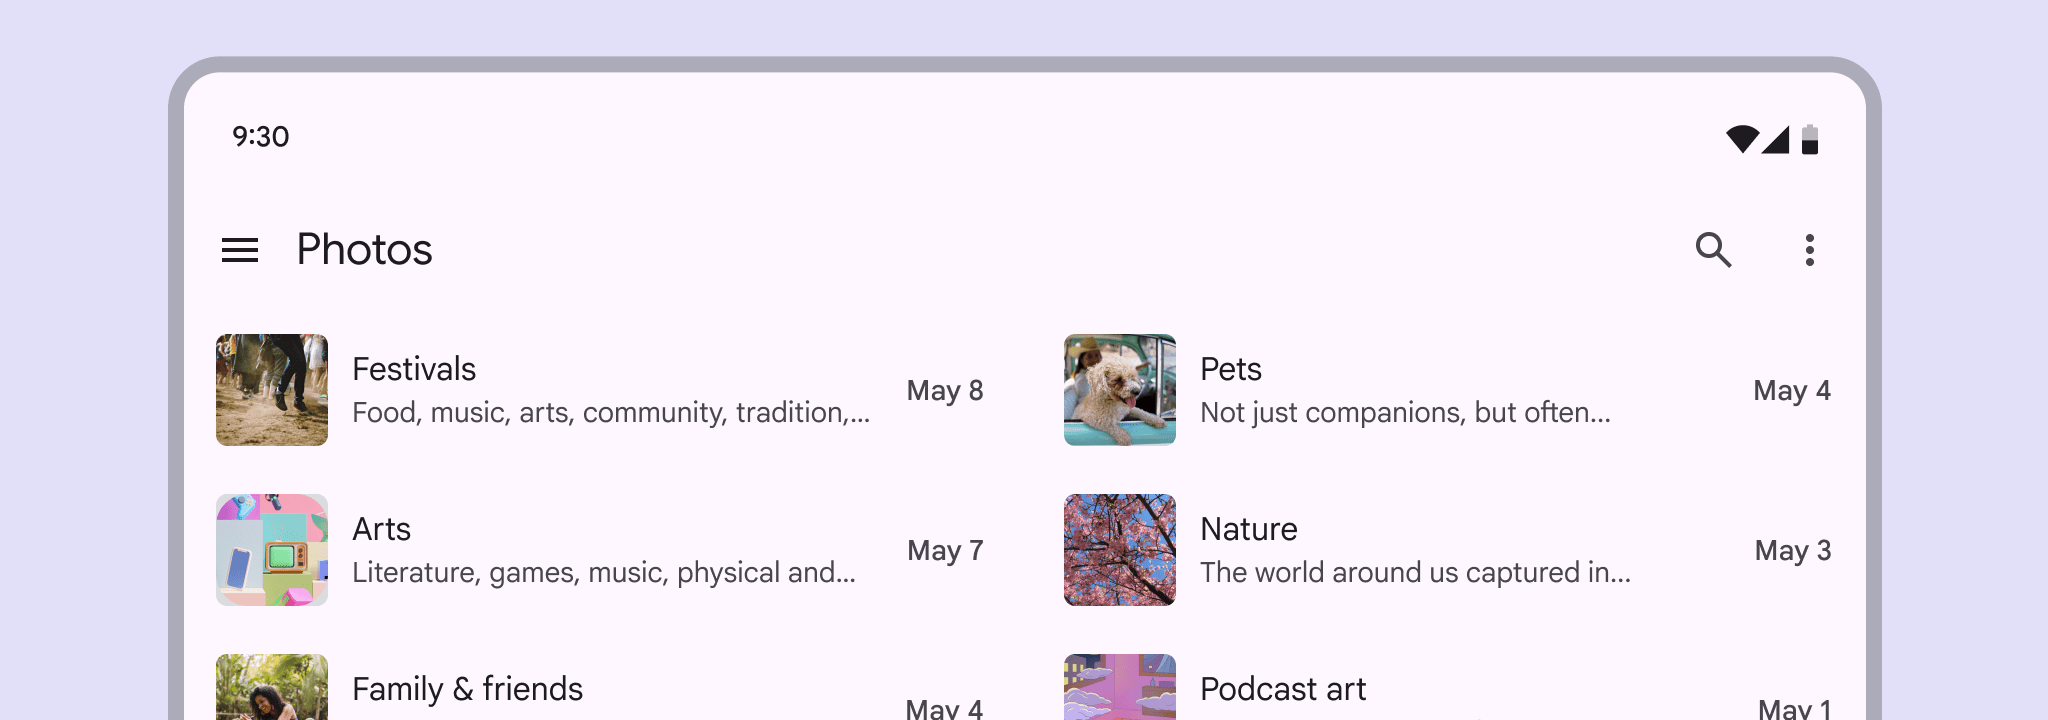 9:30
Photos
Festivals
Food, music, arts, community, tradition,...
May 8
Pets
Not just companions, but often...
May 4
Arts
Literature, games, music, physical and...
May 7
Nature
The world around us captured in...
May 3
Family & friends
May 4
Podcast art
May 1